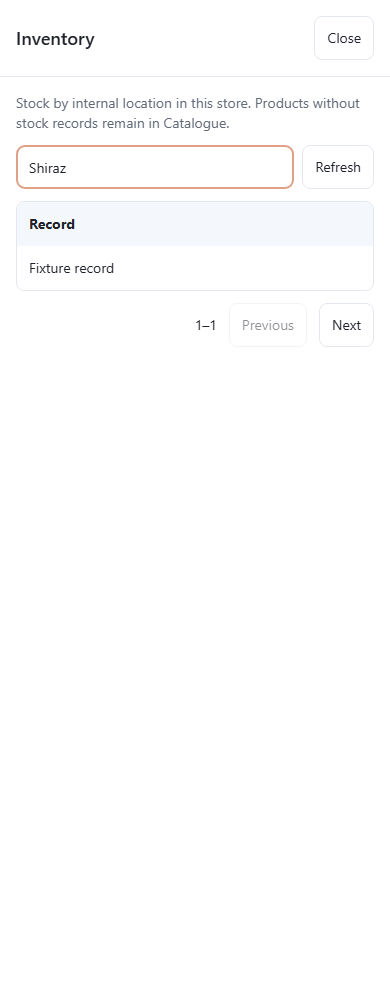 Inventory
Close
Stock by internal location in this store. Products without
stock records remain in Catalogue.
Shiraz
Refresh
Record
Fixture record
1–1
Previous
Next